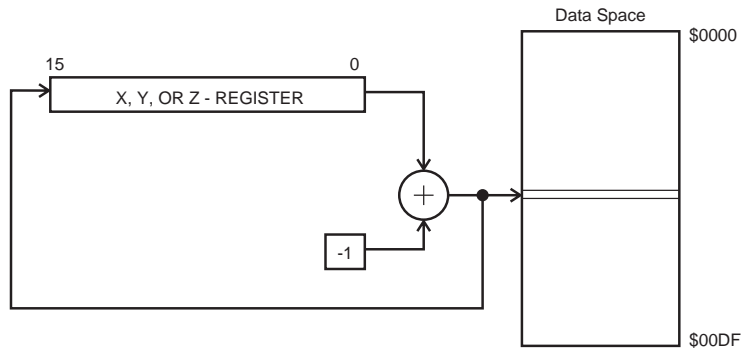 Data Space
$0000
15 0
X, Y, OR Z - REGISTER
+
-1
$00DF